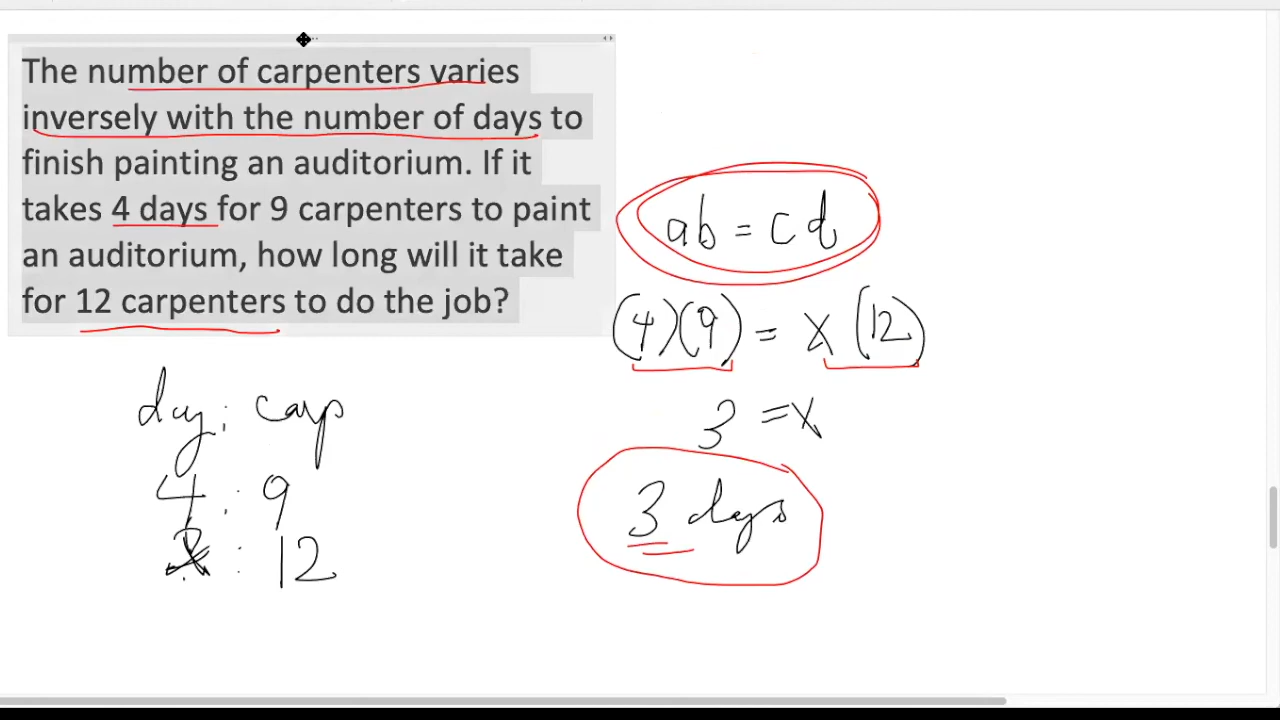 The number of carpenters varies
inversely with the number of days to
finish painting an auditorium. If it
takes 4 days for 9 carpenters to paint
an auditorium, how long will it take
for 12 carpenters to do the job?
ab = cd
(4)(9) = x(12)
3 = x
3 days
day : carp
4 : 9
: 12